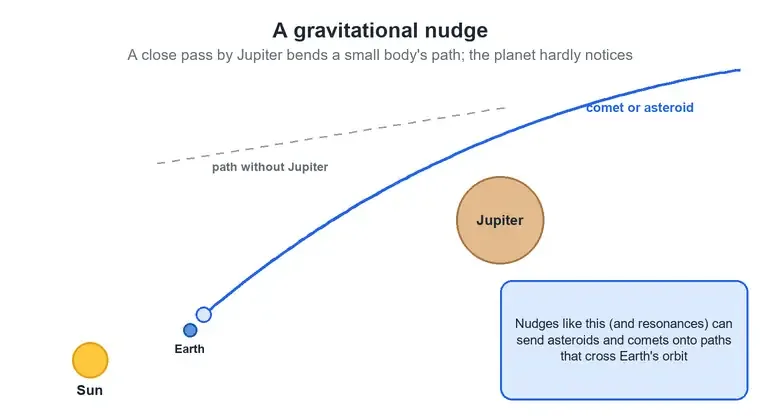 A gravitational nudge
A close pass by Jupiter bends a small body's path; the planet hardly notices
comet or asteroid
path without Jupiter
Jupiter
Nudges like this (and resonances) can
send asteroids and comets onto paths
that cross Earth's orbit
Earth
Sun